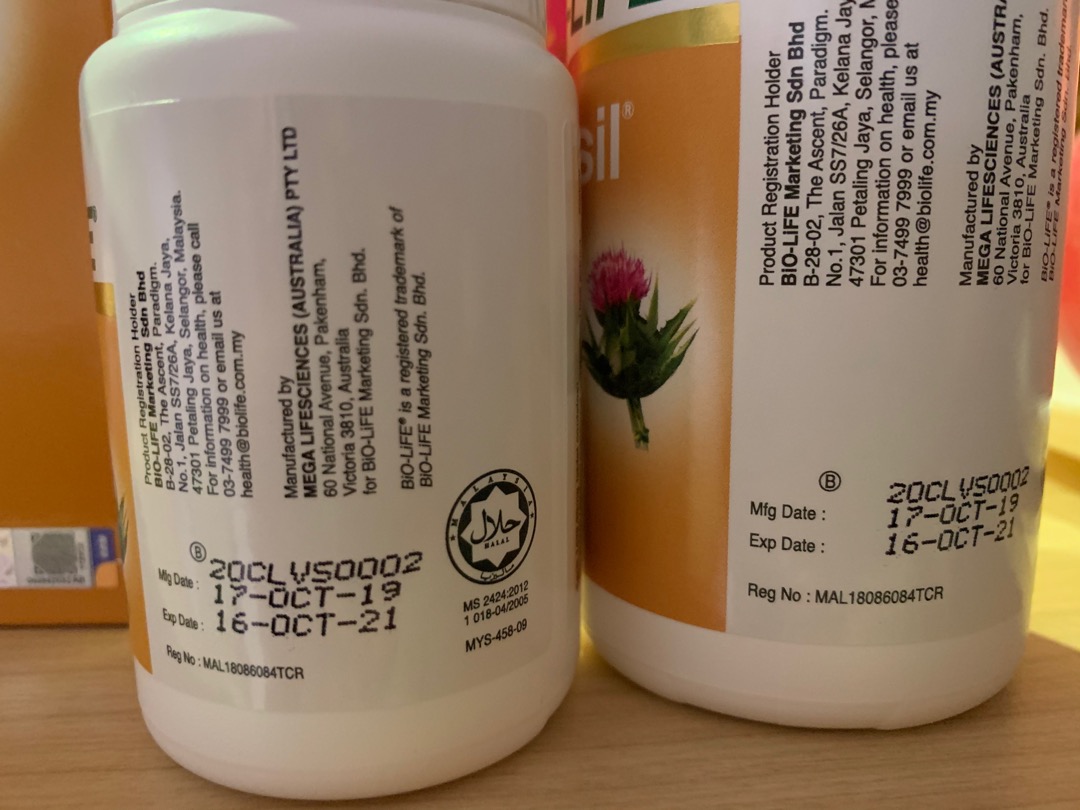 Product Registration Holder
BiO-LiFE Marketing Sdn Bhd
B-28-02, The Ascent, Paradigm.
No.1, Jalan SS7/26A, Kelana Jaya,
47301 Petaling Jaya, Selangor, Malaysia.
For information on health, please call
03-7499 7999 or email us at
health@biolife.com.my
Manufactured by
MEGA LIFESCIENCES (AUSTRALIA) PTY LTD
60 National Avenue, Pakenham,
Victoria 3810, Australia
for BiO-LiFE Marketing Sdn. Bhd.
BiO-LiFE® is a registered trademark of
BiO-LiFE Marketing Sdn. Bhd.
MALAYSIA
حلال
HALAL
ماليزيا
MS 2424:2012
1 018-04/2005
MYS-458-09
Ⓑ 20CLVS0002
Mfg Date : 17-OCT-19
Exp Date : 16-OCT-21
Reg No : MAL18086084TCR
sil®
Product Registration Holder
BiO-LiFE Marketing Sdn Bhd
B-28-02, The Ascent, Paradigm.
No.1, Jalan SS7/26A, Kelana Jay
47301 Petaling Jaya, Selangor, M
For information on health, please
03-7499 7999 or email us at
health@biolife.com.my
Manufactured by
MEGA LIFESCIENCES (AUSTRA
60 National Avenue, Pakenham,
Victoria 3810, Australia
for BiO-LiFE Marketing Sdn. Bhd.
BiO-LiFE® is a registered trademar
BiO-LiFE Marketing Sdn. Bhd.
Ⓑ 20CLVS0002
Mfg Date : 17-OCT-19
Exp Date : 16-OCT-21
Reg No : MAL18086084TCR